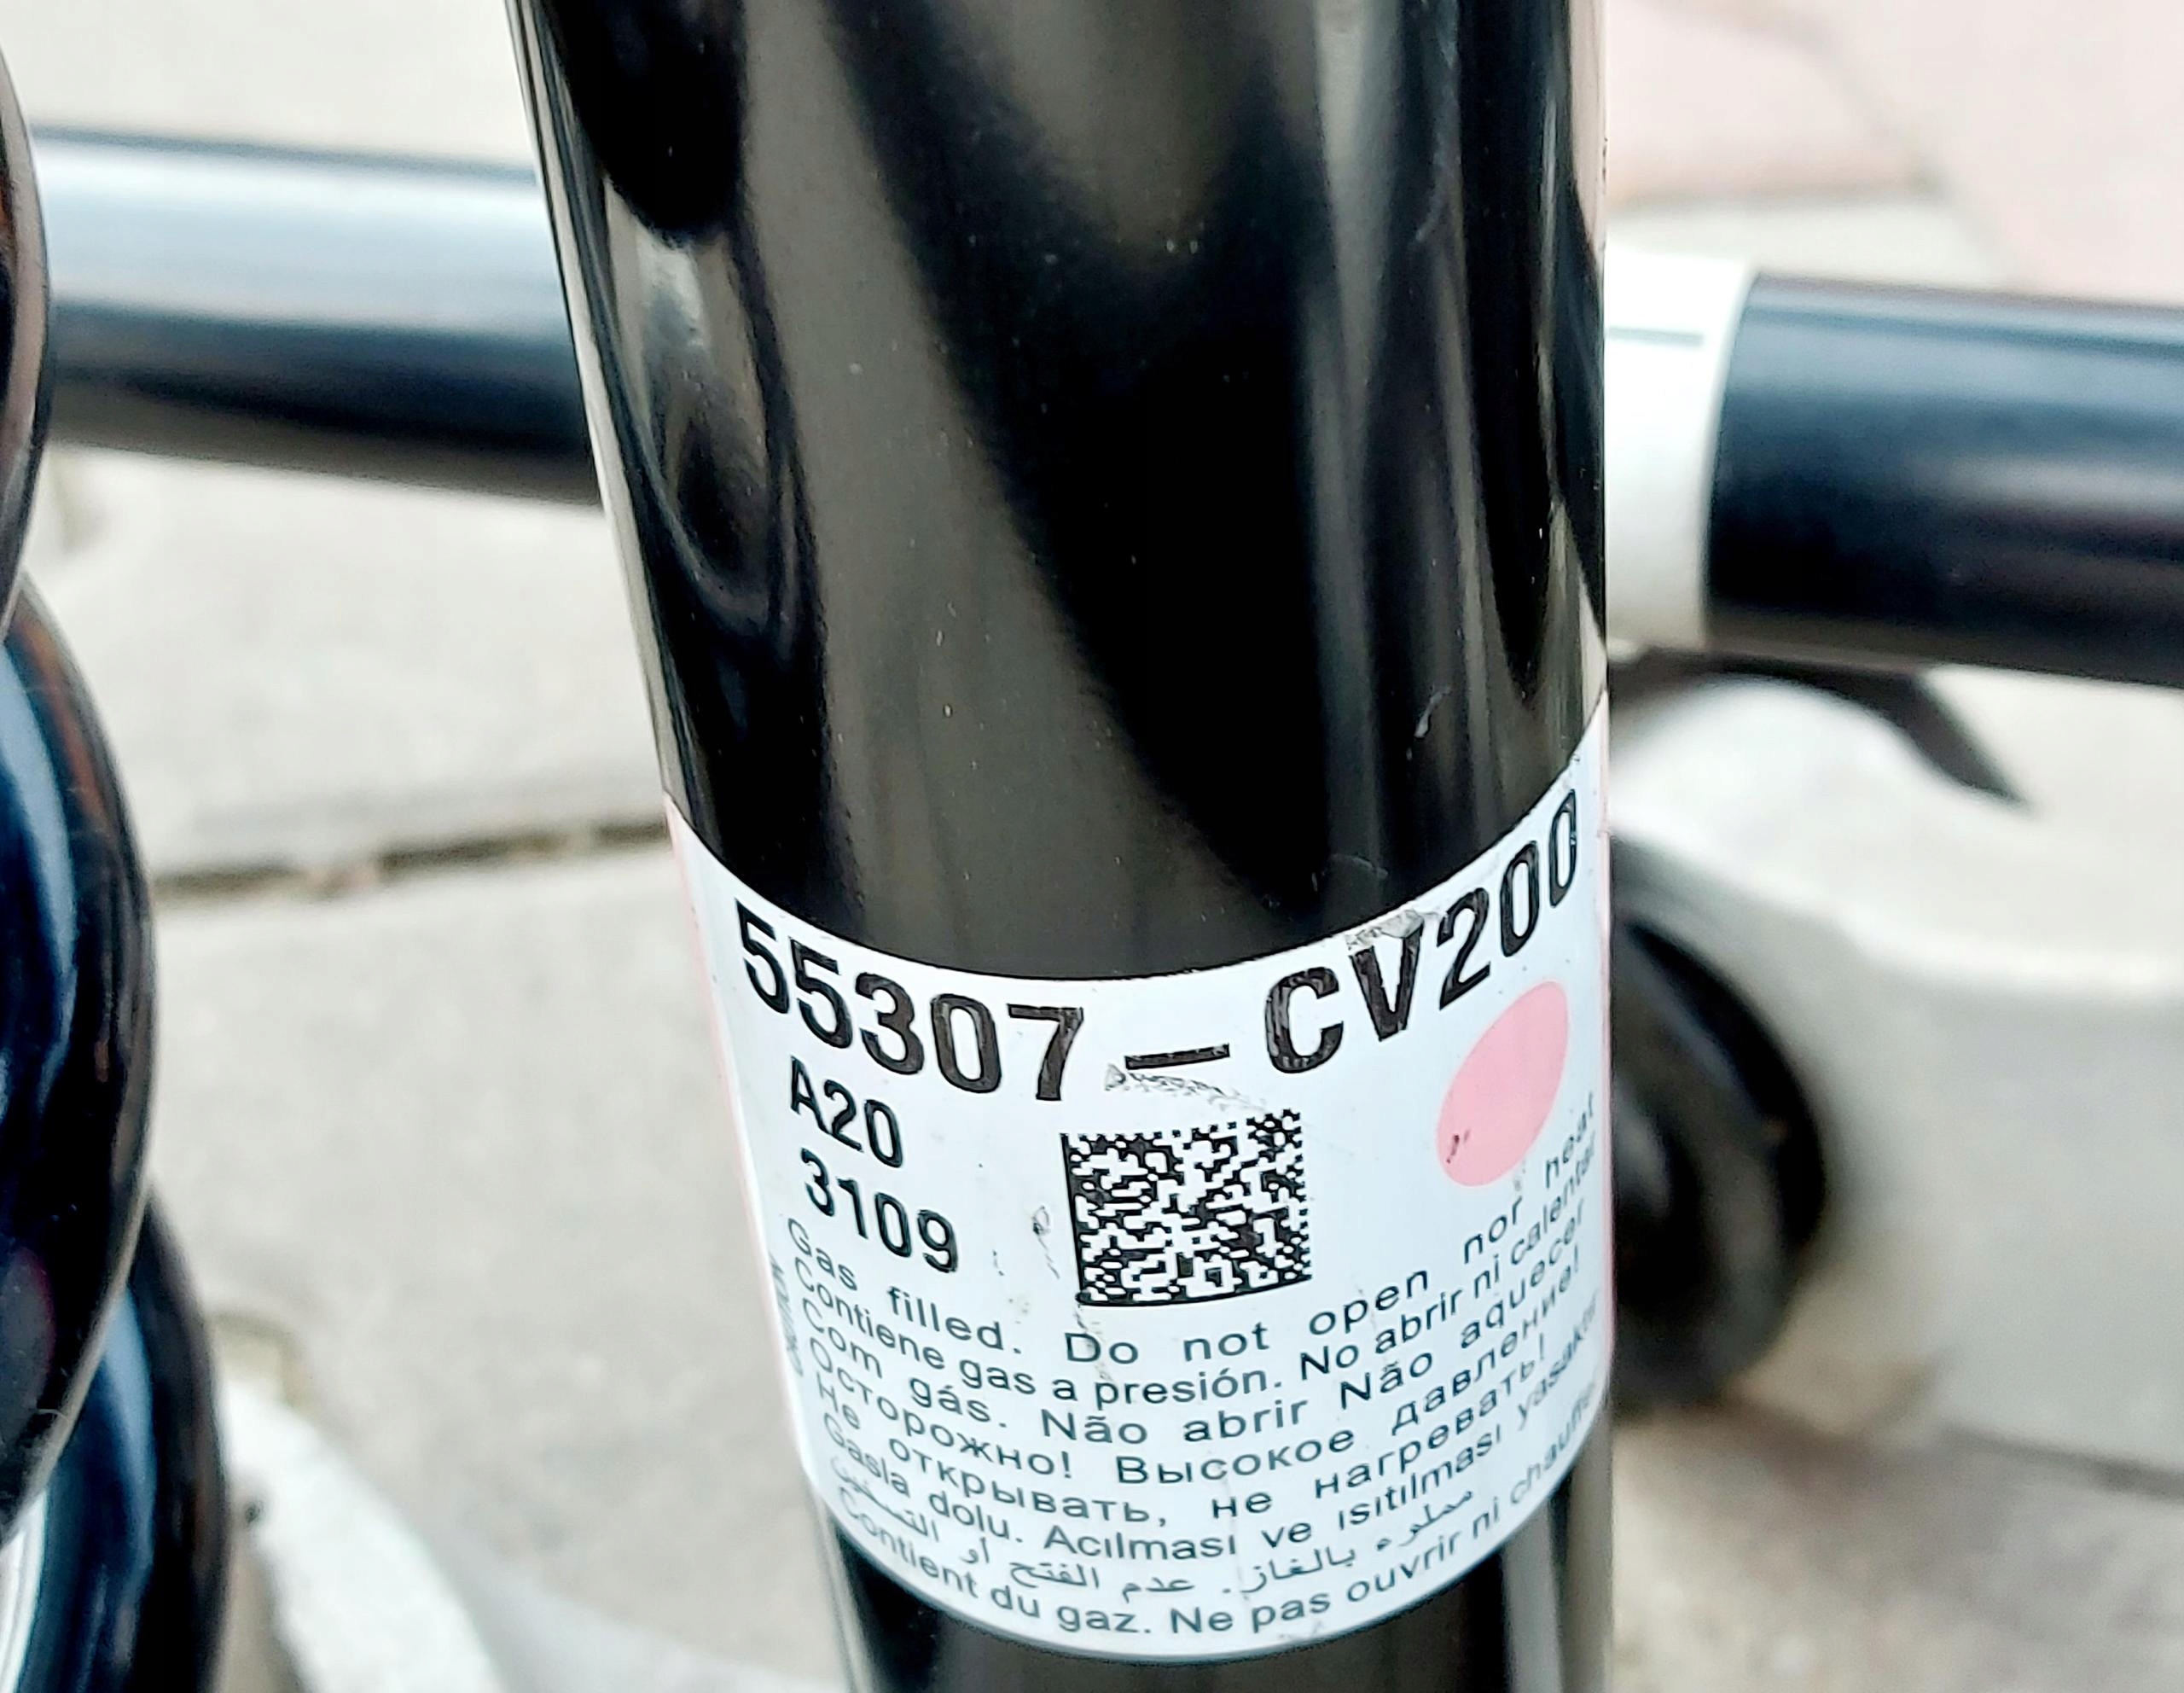 55307-CV200
A20
3109
Gas filled. Do not open nor heat
Contiene gas a presión. No abrir ni calentar
Com gás. Não abrir Não aquecer
Осторожно! Высокое давление!
Не открывать, не нагревать!
Gasla dolu. Acılması ve ısıtılması yasaktır
مملوء بالغاز. عدم الفتح أو التسخين
Contient du gaz. Ne pas ouvrir ni chauffer